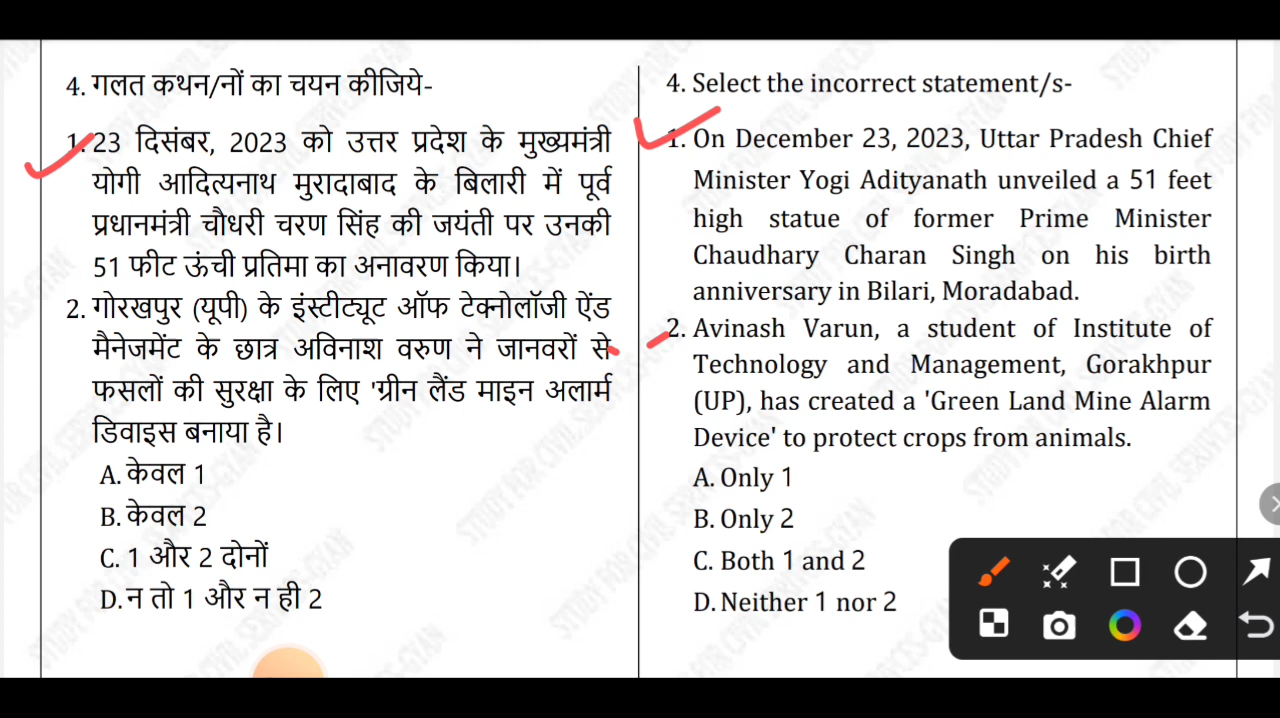 4. गलत कथन/नों का चयन कीजिये-
1. 23 दिसंबर, 2023 को उत्तर प्रदेश के मुख्यमंत्री
योगी आदित्यनाथ मुरादाबाद के बिलारी में पूर्व
प्रधानमंत्री चौधरी चरण सिंह की जयंती पर उनकी
51 फीट ऊंची प्रतिमा का अनावरण किया।
2. गोरखपुर (यूपी) के इंस्टीट्यूट ऑफ टेक्नोलॉजी ऐंड
मैनेजमेंट के छात्र अविनाश वरुण ने जानवरों से
फसलों की सुरक्षा के लिए 'ग्रीन लैंड माइन अलार्म
डिवाइस बनाया है।
A. केवल 1
B. केवल 2
C. 1 और 2 दोनों
D. न तो 1 और न ही 2
4. Select the incorrect statement/s-
1. On December 23, 2023, Uttar Pradesh Chief
Minister Yogi Adityanath unveiled a 51 feet
high statue of former Prime Minister
Chaudhary Charan Singh on his birth
anniversary in Bilari, Moradabad.
2. Avinash Varun, a student of Institute of
Technology and Management, Gorakhpur
(UP), has created a 'Green Land Mine Alarm
Device' to protect crops from animals.
A. Only 1
B. Only 2
C. Both 1 and 2
D. Neither 1 nor 2